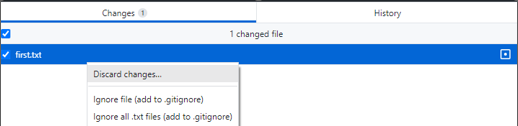 Changes 1
History
1 changed file
first.txt
Discard changes...
Ignore file (add to .gitignore)
Ignore all .txt files (add to .gitignore)